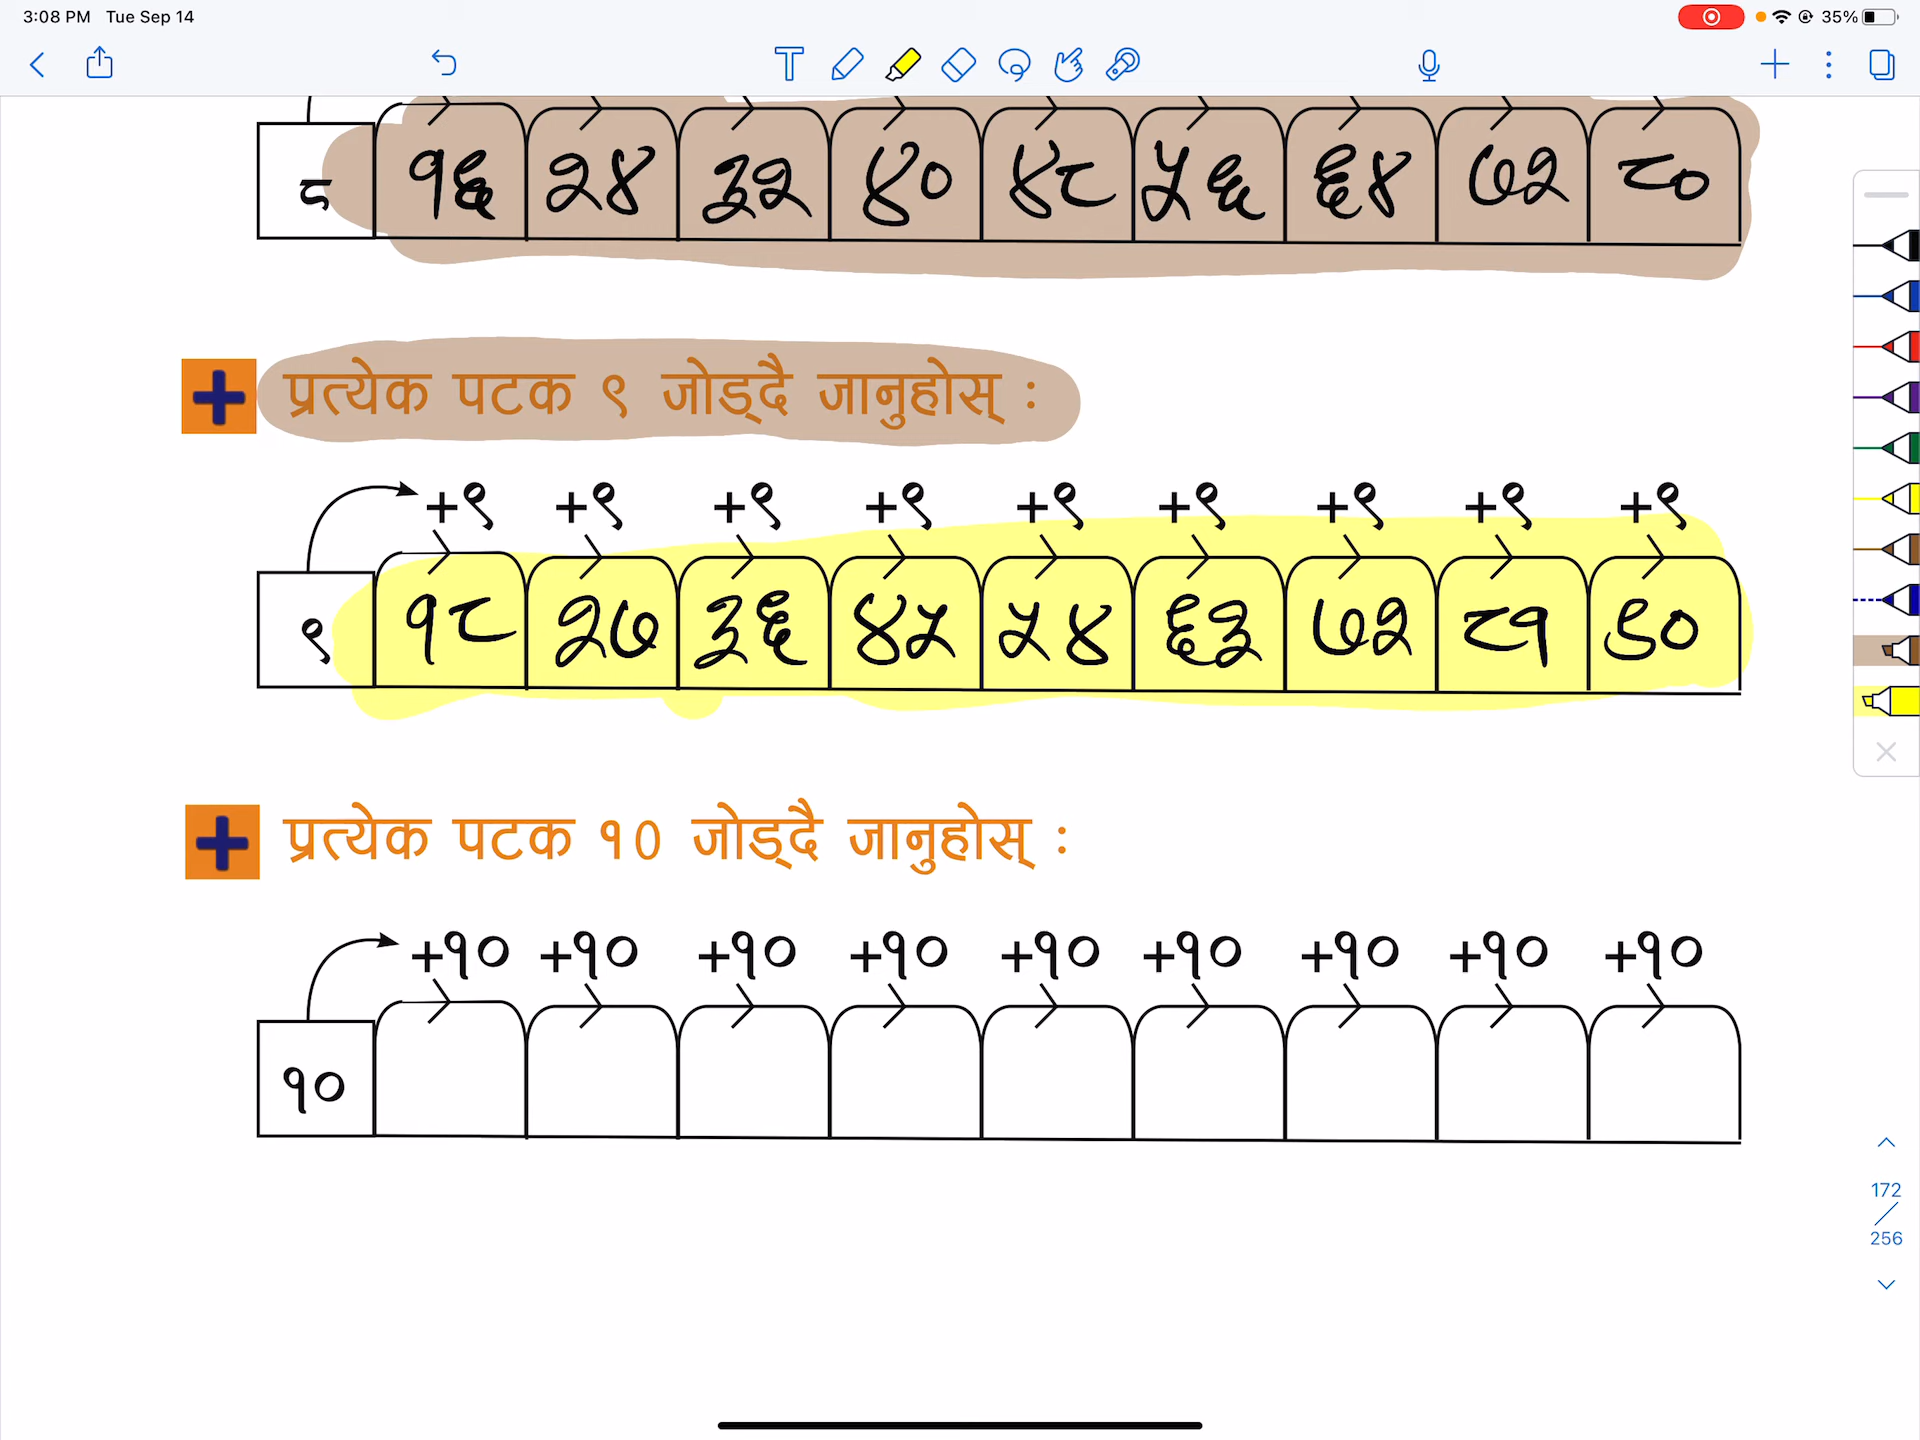 3:08 PM Tue Sep 14
35%
८ १६ २४ ३२ ४० ४८ ५६ ६४ ७२ ८०
प्रत्येक पटक ९ जोड्दै जानुहोस् :
+९ +९ +९ +९ +९ +९ +९ +९ +९
९ १८ २७ ३६ ४५ ५४ ६३ ७२ ८१ ९०
प्रत्येक पटक १० जोड्दै जानुहोस् :
+१० +१० +१० +१० +१० +१० +१० +१० +१०
१०
172
/
256